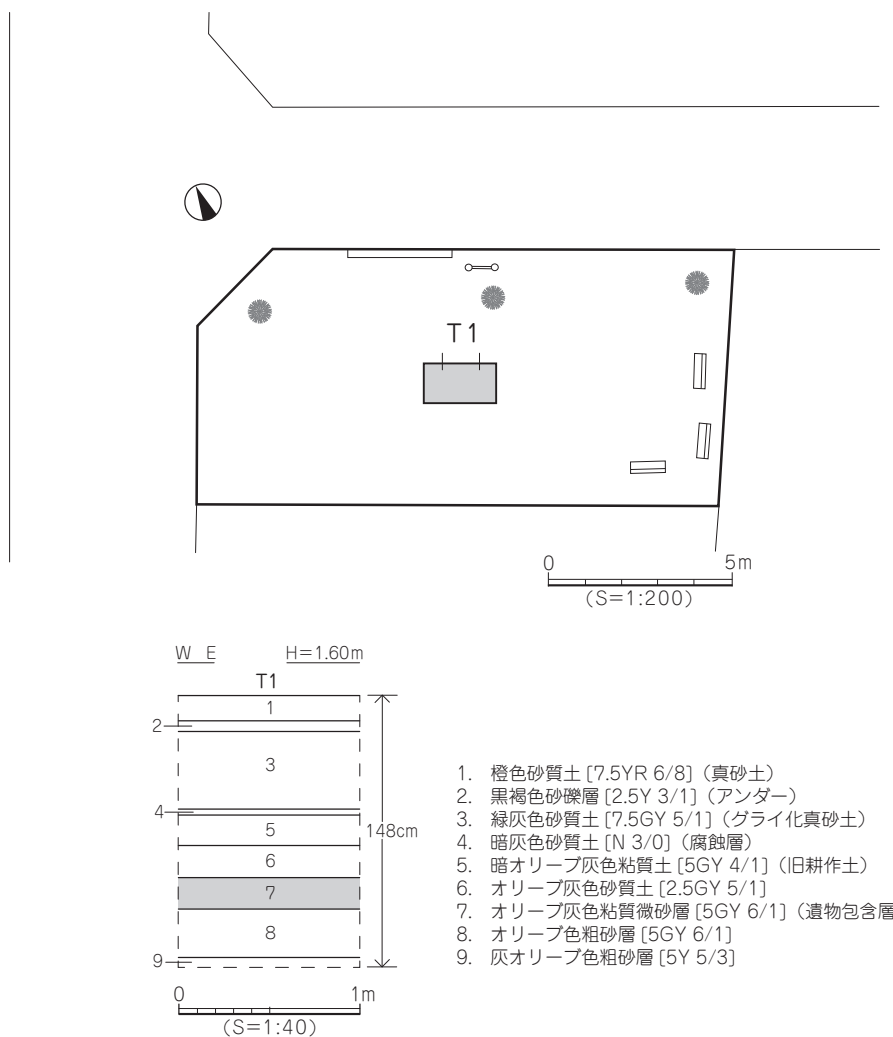 T1
0 5m
(S=1:200)
W E H=1.60m
T1
1
2
3
4
5
148cm
6
7
8
9
0 1m
(S=1:40)
1. 橙色砂質土 [7.5YR 6/8](真砂土)
2. 黒褐色砂礫層 [2.5Y 3/1](アンダー)
3. 緑灰色砂質土 [7.5GY 5/1](グライ化真砂土)
4. 暗灰色砂質土 [N 3/0](腐蝕層)
5. 暗オリーブ灰色粘質土 [5GY 4/1](旧耕作土)
6. オリーブ灰色砂質土 [2.5GY 5/1]
7. オリーブ灰色粘質微砂層 [5GY 6/1](遺物包含層
8. オリーブ色粗砂層 [5GY 6/1]
9. 灰オリーブ色粗砂層 [5Y 5/3]